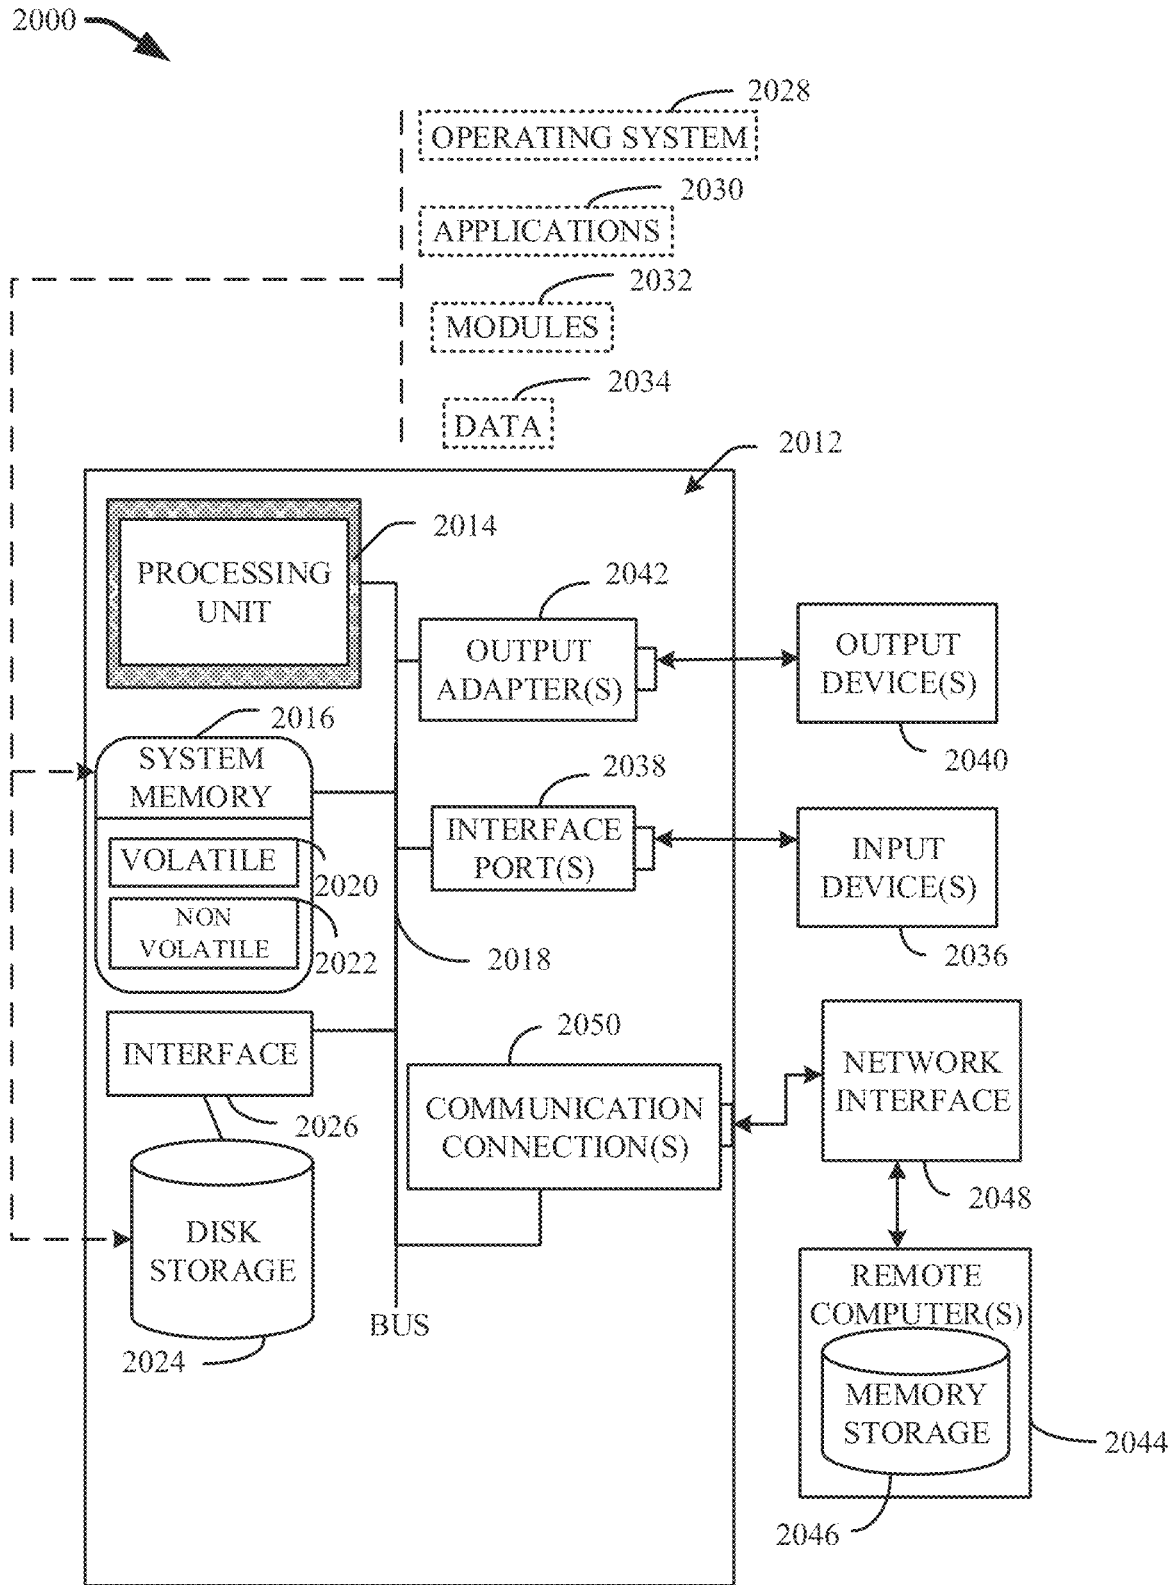 2000
2028
OPERATING SYSTEM
2030
APPLICATIONS
2032
MODULES
2034
DATA
2012
2014
PROCESSING
UNIT
2042
OUTPUT
ADAPTER(S)
OUTPUT
DEVICE(S)
2040
2016
SYSTEM
MEMORY
VOLATILE
2020
NON
VOLATILE
2022
2038
INTERFACE
PORT(S)
INPUT
DEVICE(S)
2036
2018
INTERFACE
2026
2050
COMMUNICATION
CONNECTION(S)
NETWORK
INTERFACE
2048
DISK
STORAGE
2024
BUS
REMOTE
COMPUTER(S)
MEMORY
STORAGE
2044
2046